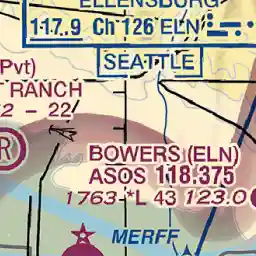 ELLENSBURG
117.9 Ch 126 ELN
SEATTLE
Pvt)
RANCH
2 - 22
R
BOWERS (ELN)
ASOS 118.375
1763 *L 43 123.0
MERFF